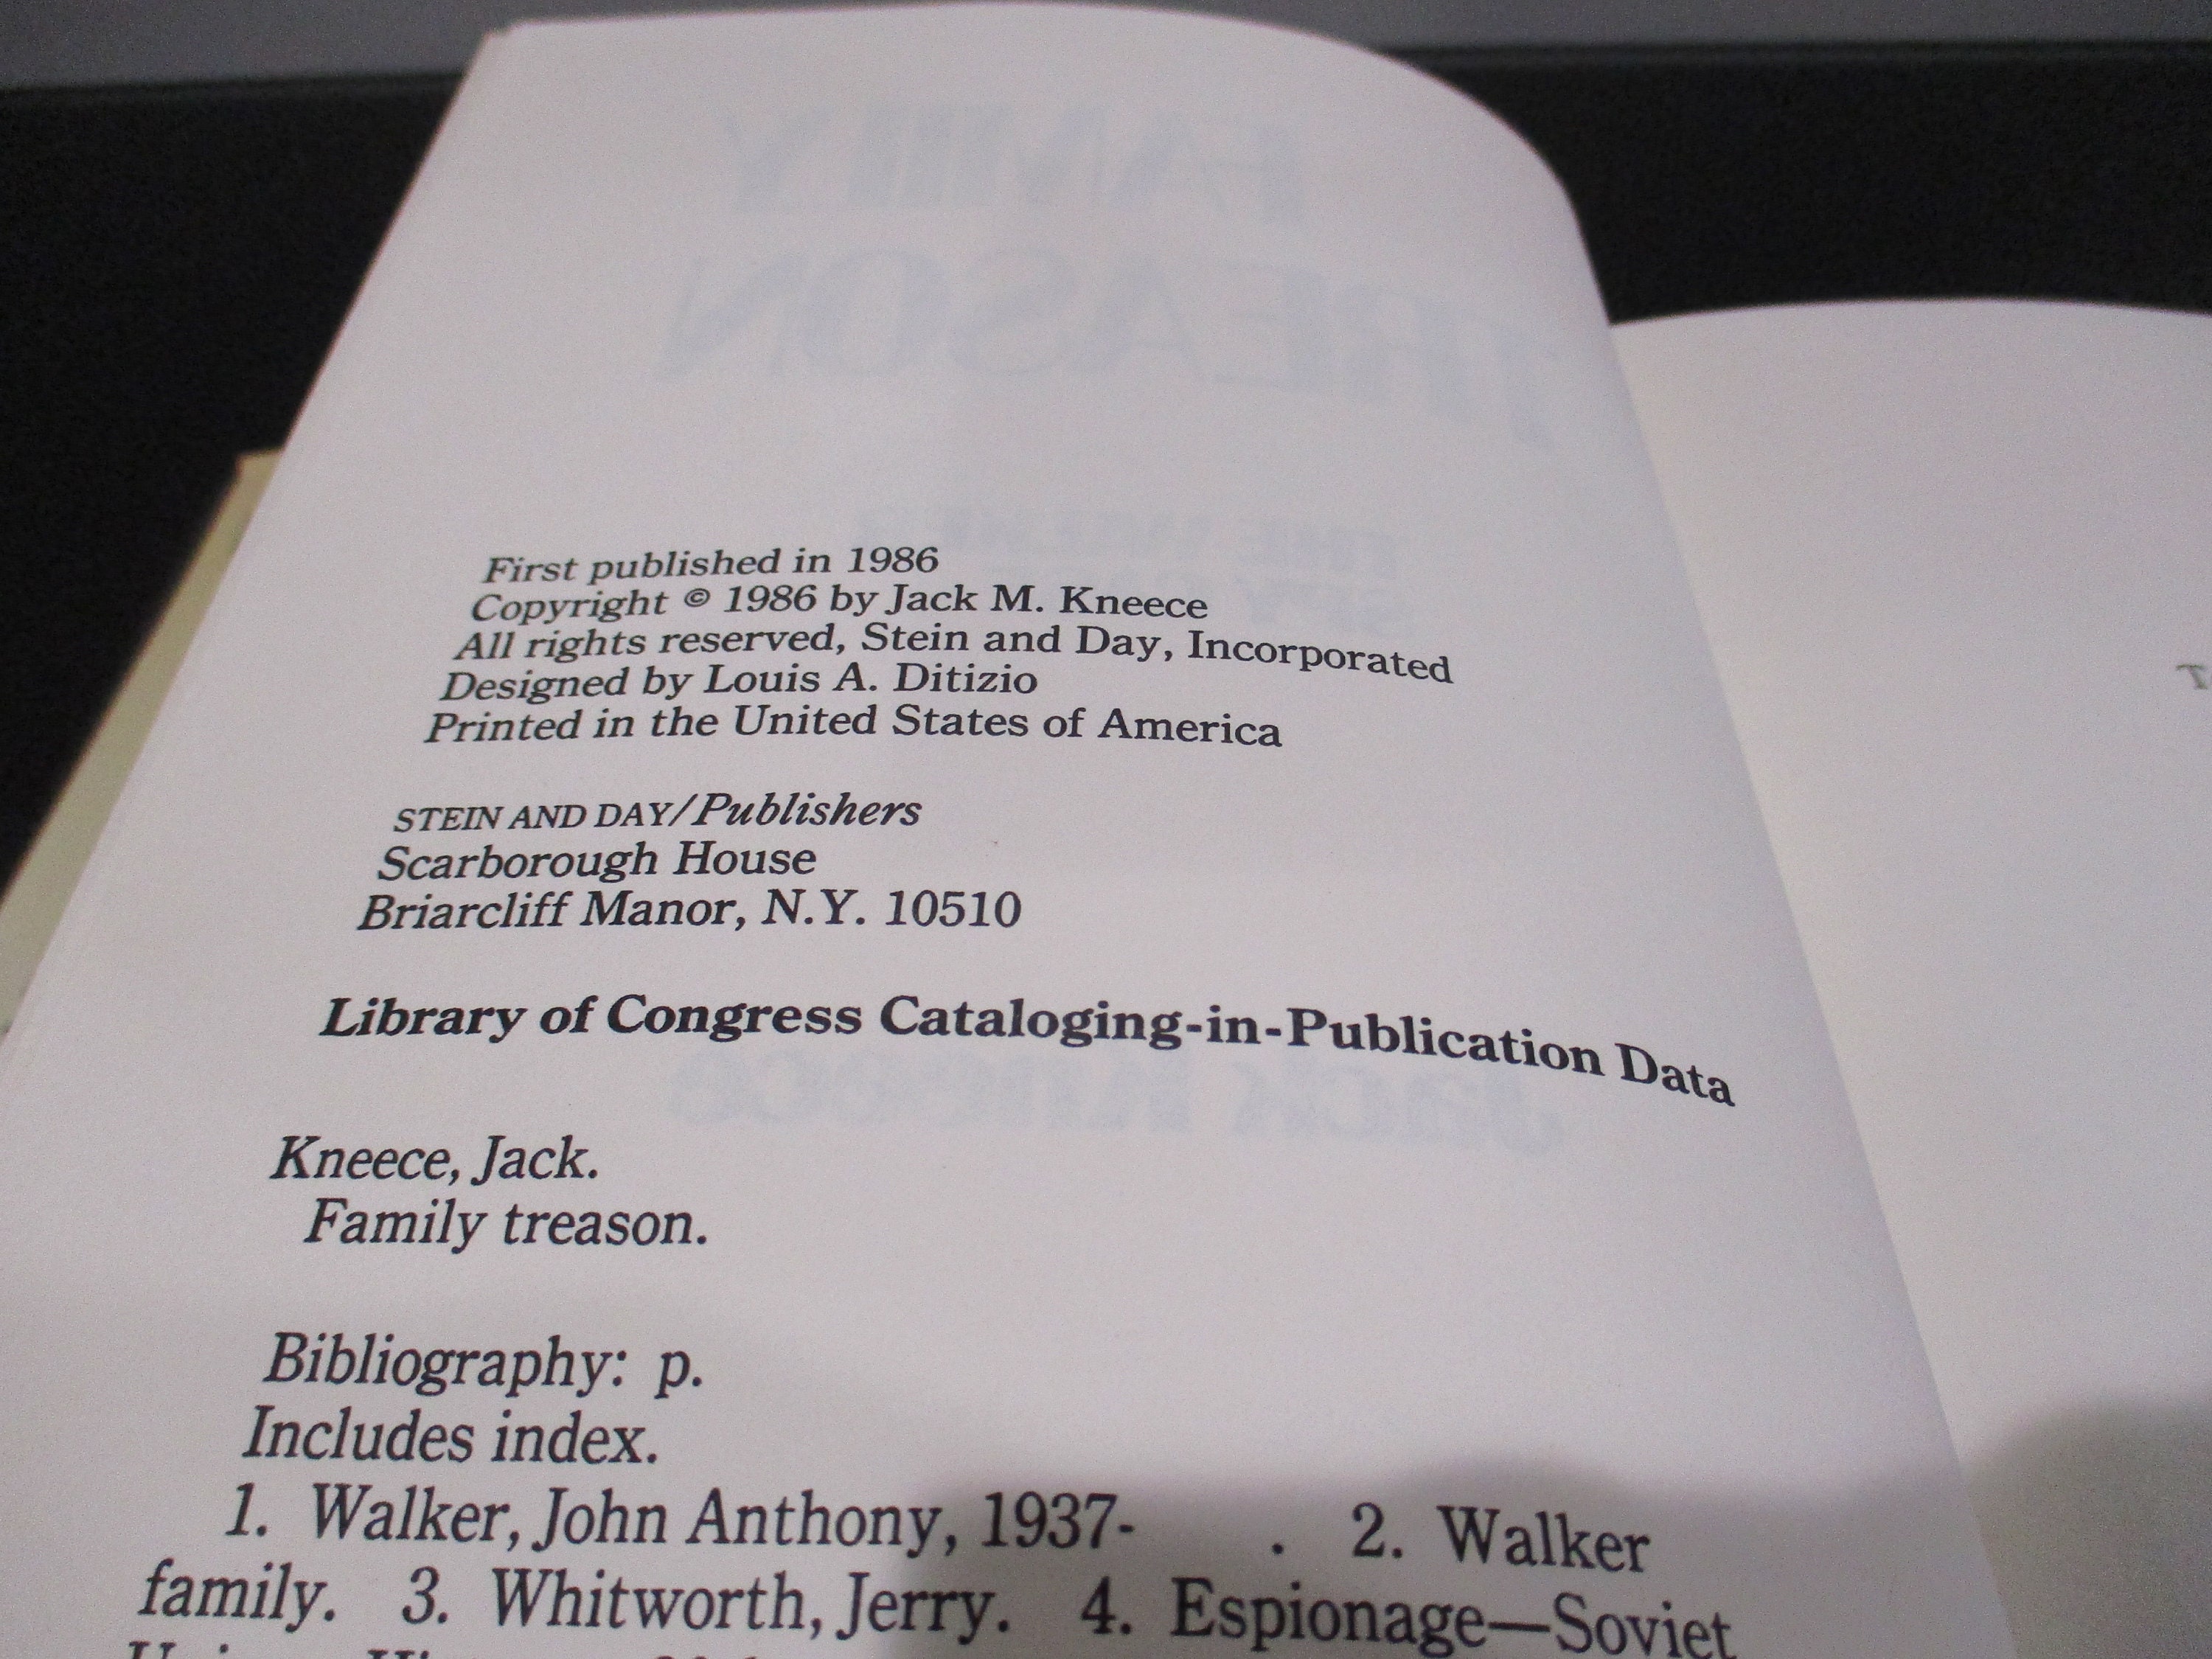 First published in 1986
Copyright © 1986 by Jack M. Kneece
All rights reserved, Stein and Day, Incorporated
Designed by Louis A. Ditizio
Printed in the United States of America
STEIN AND DAY/Publishers
Scarborough House
Briarcliff Manor, N.Y. 10510
Library of Congress Cataloging-in-Publication Data
Kneece, Jack.
Family treason.
Bibliography: p.
Includes index.
1. Walker, John Anthony, 1937- . 2. Walker
family. 3. Whitworth, Jerry. 4. Espionage—Soviet